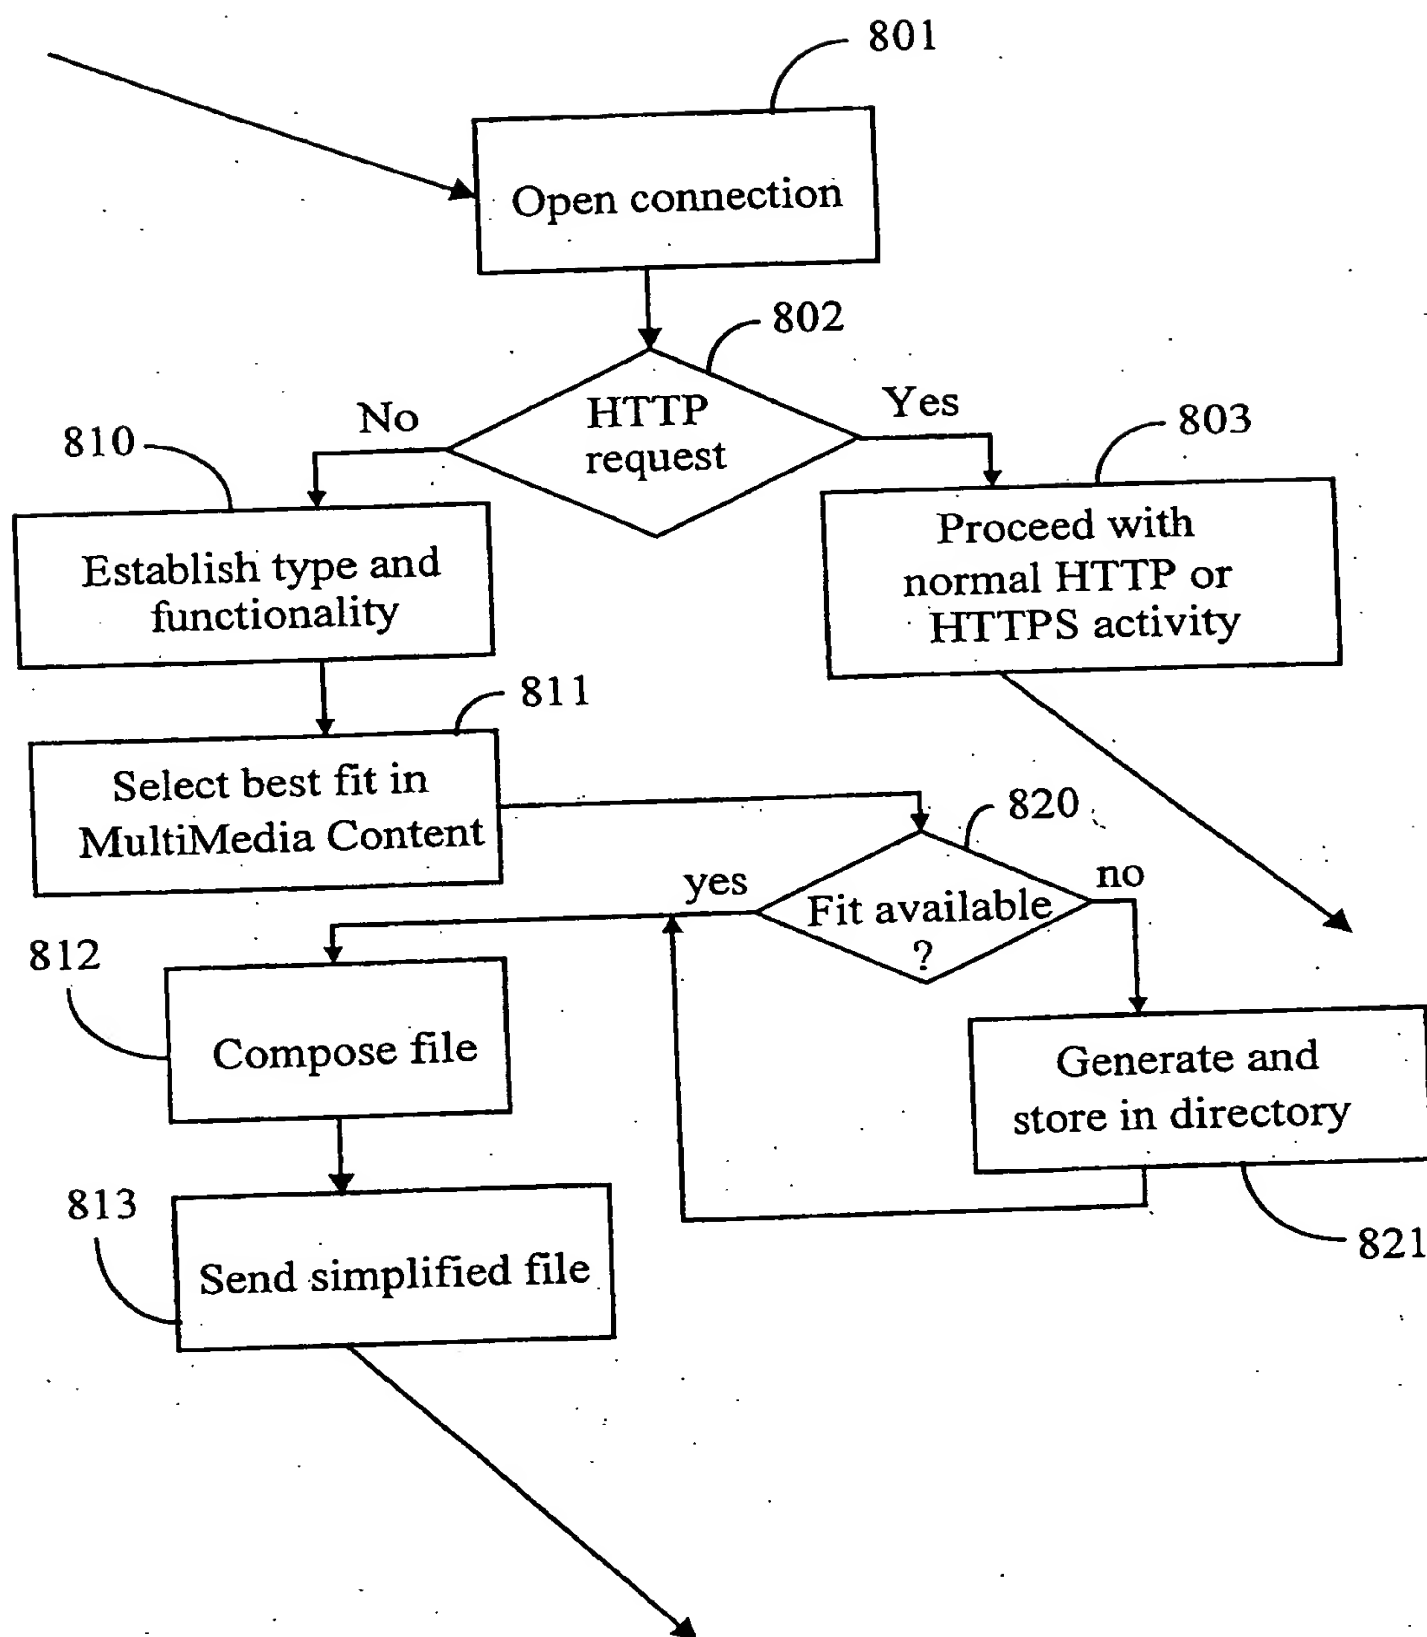 801
Open connection
802
HTTP
request
No
Yes
810
803
Establish type and
functionality
Proceed with
normal HTTP or
HTTPS activity
811
Select best fit in
MultiMedia Content
820
yes
no
Fit available
?
812
Compose file
Generate and
store in directory
813
821
Send simplified file